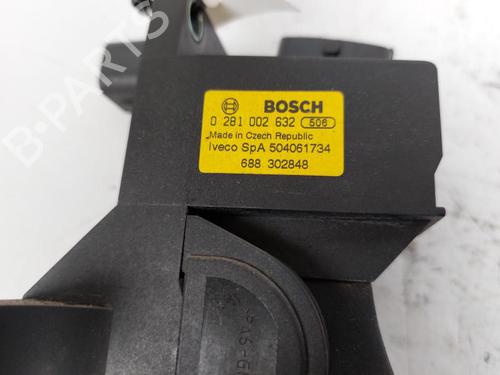 BOSCH
0 281 002 632 506
Made in Czech Republic
Iveco SpA 504061734
688 302848
B-PARTS